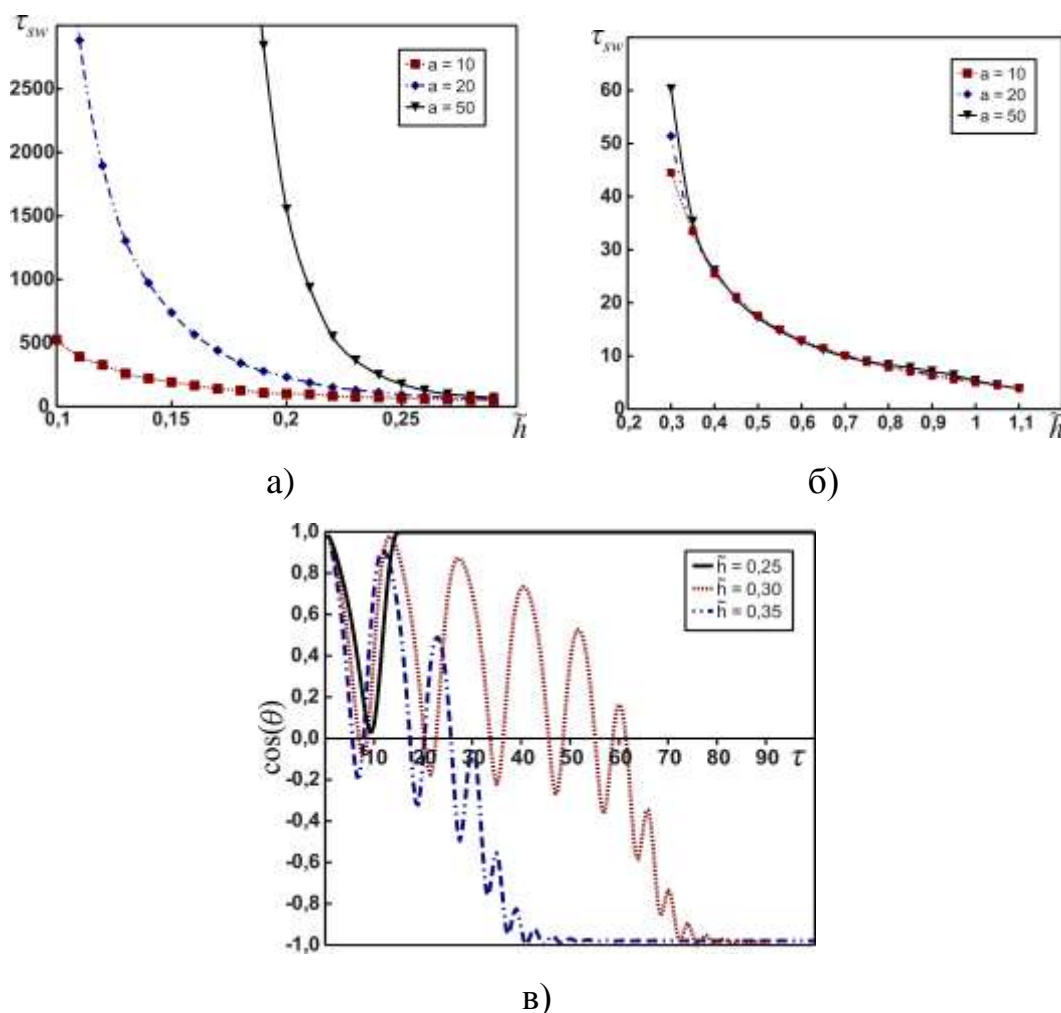 τsw
2500
2000
1500
1000
500
0
0,1 0,15 0,2 0,25 h̃
a = 10
a = 20
a = 50
а)
τsw
60
50
40
30
20
10
0
0,2 0,3 0,4 0,5 0,6 0,7 0,8 0,9 1 1,1 h̃
a = 10
a = 20
a = 50
б)
cos(θ)
1,0
0,8
0,6
0,4
0,2
0,0
-0,2
-0,4
-0,6
-0,8
-1,0
10 20 30 40 50 60 70 80 90 τ
h̃ = 0,25
h̃ = 0,30
h̃ = 0,35
в)